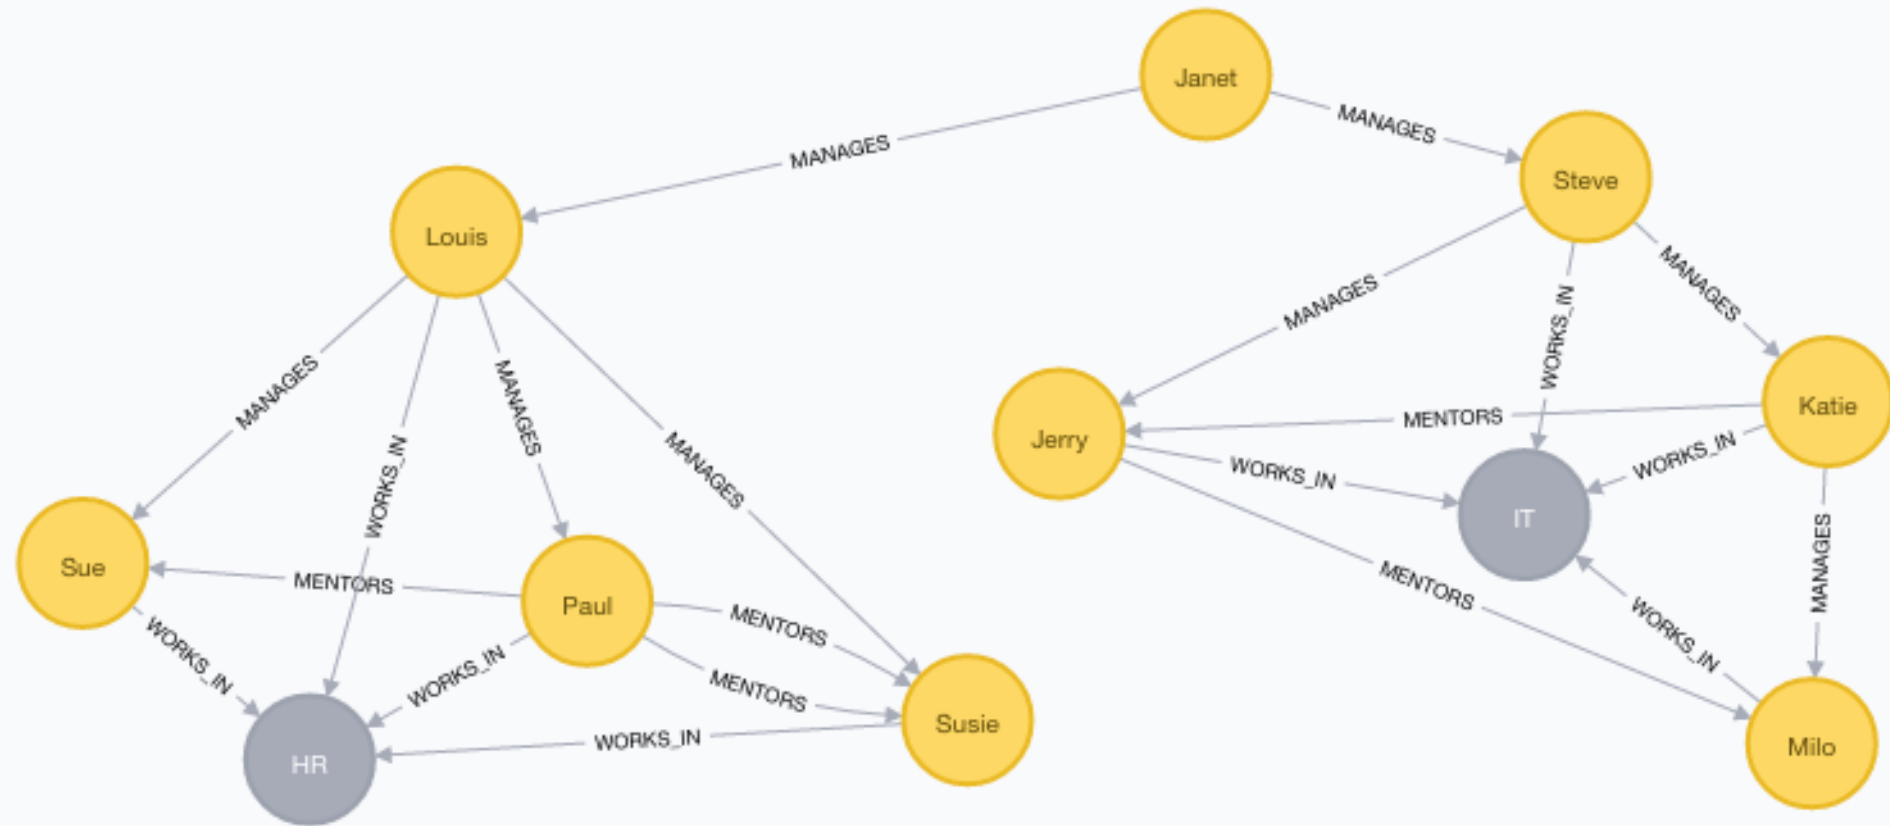 Janet
MANAGES
MANAGES
Steve
Louis
MANAGES
MANAGES
WORKS_IN
MANAGES
MANAGES
WORKS_IN
MANAGES
Katie
MENTORS
Jerry
WORKS_IN
WORKS_IN
MANAGES
IT
Sue
MENTORS
Paul
MENTORS
MENTORS
WORKS_IN
WORKS_IN
WORKS_IN
MENTORS
Susie
WORKS_IN
HR
Milo